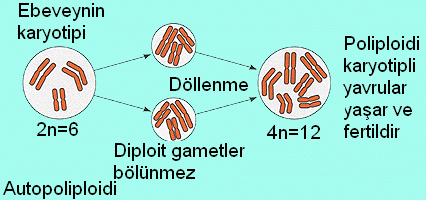 Ebeveynin
karyotipi
2n=6
Döllenme
Diploit gametler
bölünmez
4n=12
Poliploidi
karyotipli
yavrular
yaşar ve
fertildir
Autopoliploidi